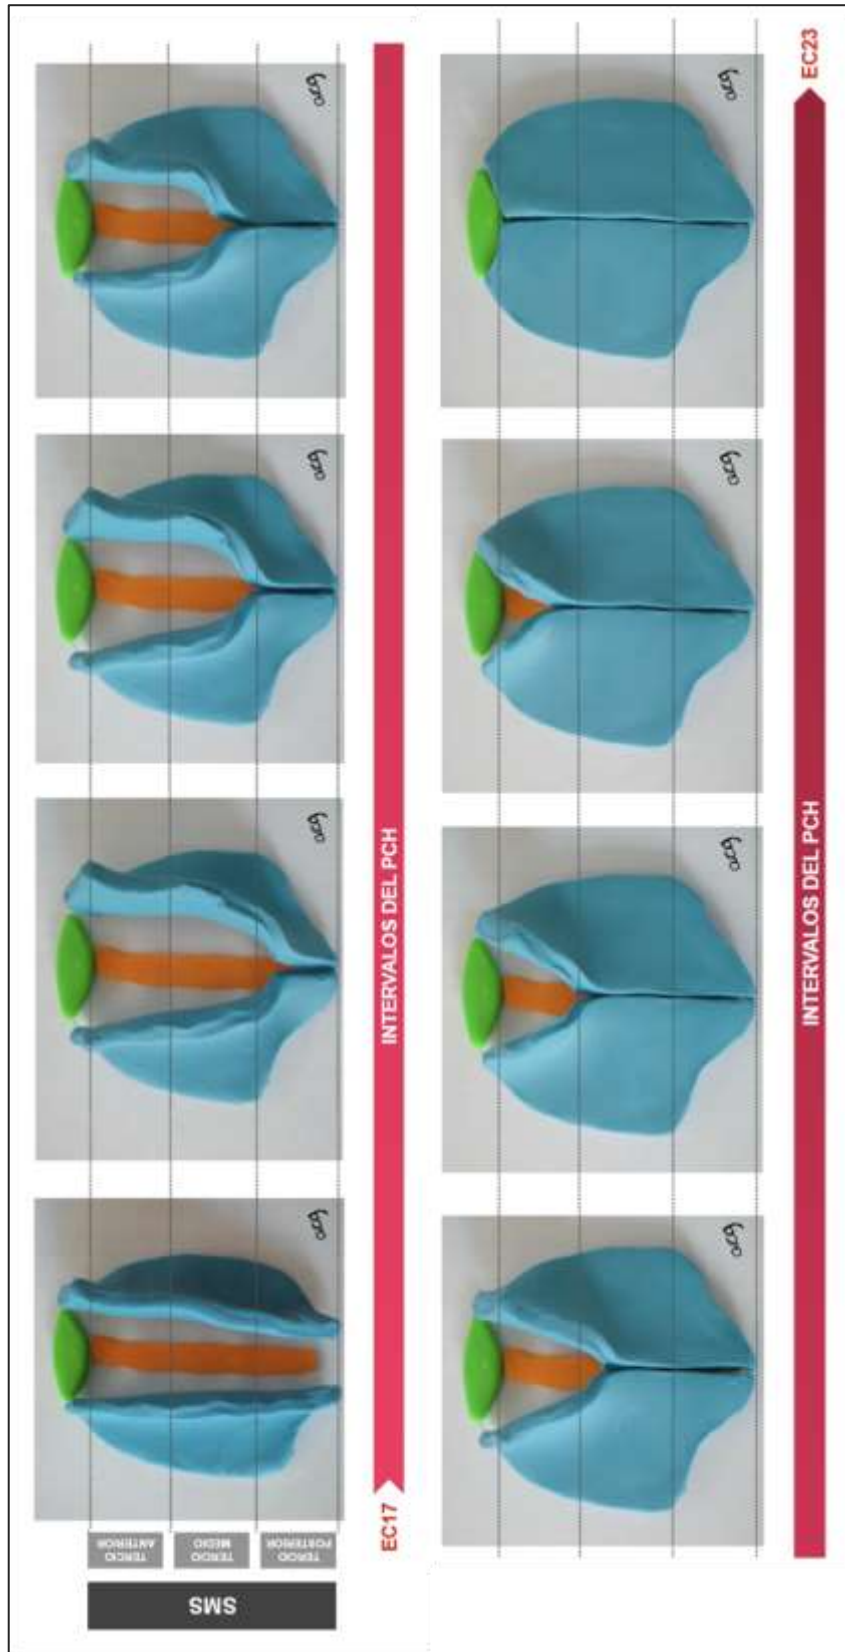 SMS
TERCIO
ANTERIOR
TERCIO
MEDIO
TERCIO
POSTERIOR
EC17
INTERVALOS DEL PCH
INTERVALOS DEL PCH
EC23